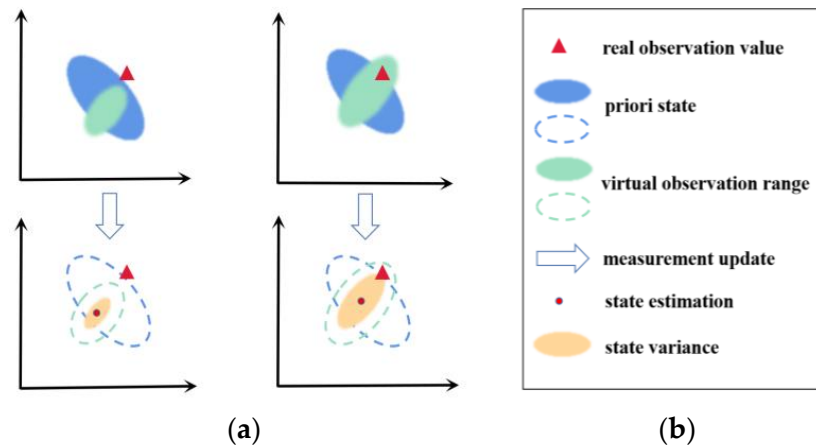 real observation value
priori state
virtual observation range
measurement update
state estimation
state variance
(a)
(b)